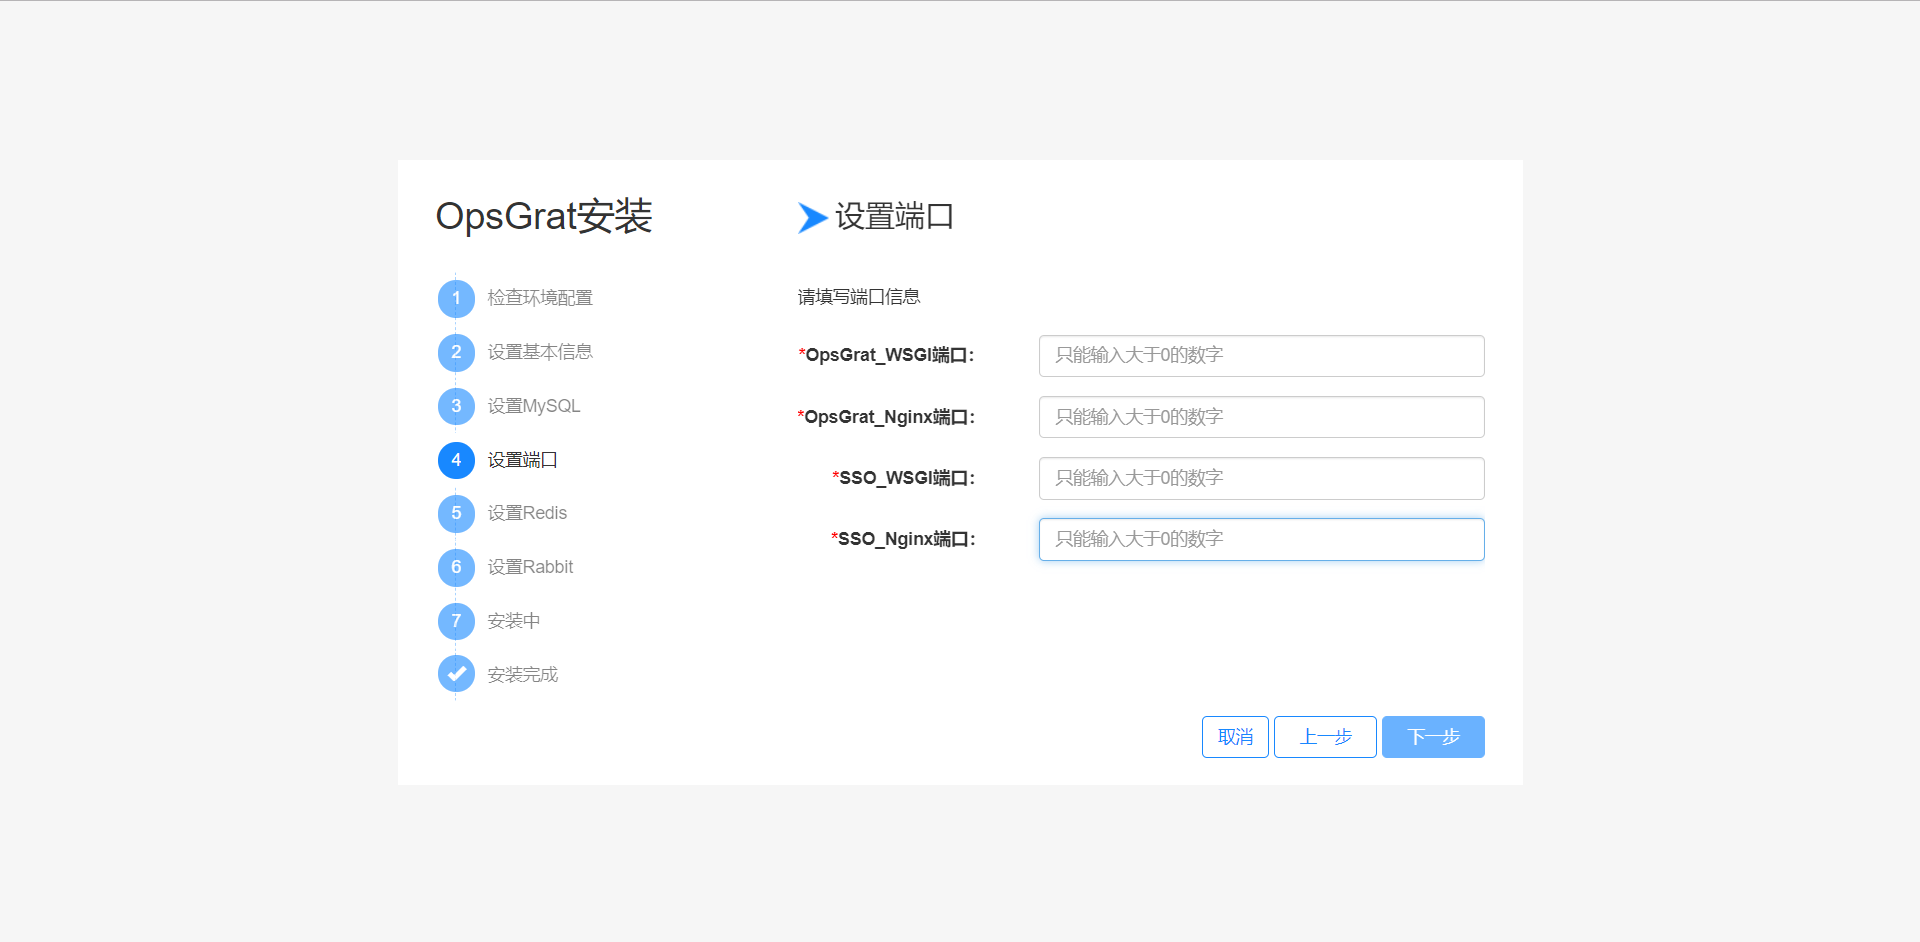 OpsGrat安装
1 检查环境配置
2 设置基本信息
3 设置MySQL
4 设置端口
5 设置Redis
6 设置Rabbit
7 安装中
安装完成
设置端口
请填写端口信息
*OpsGrat_WSGI端口: 只能输入大于0的数字
*OpsGrat_Nginx端口: 只能输入大于0的数字
*SSO_WSGI端口: 只能输入大于0的数字
*SSO_Nginx端口: 只能输入大于0的数字
取消 上一步 下一步